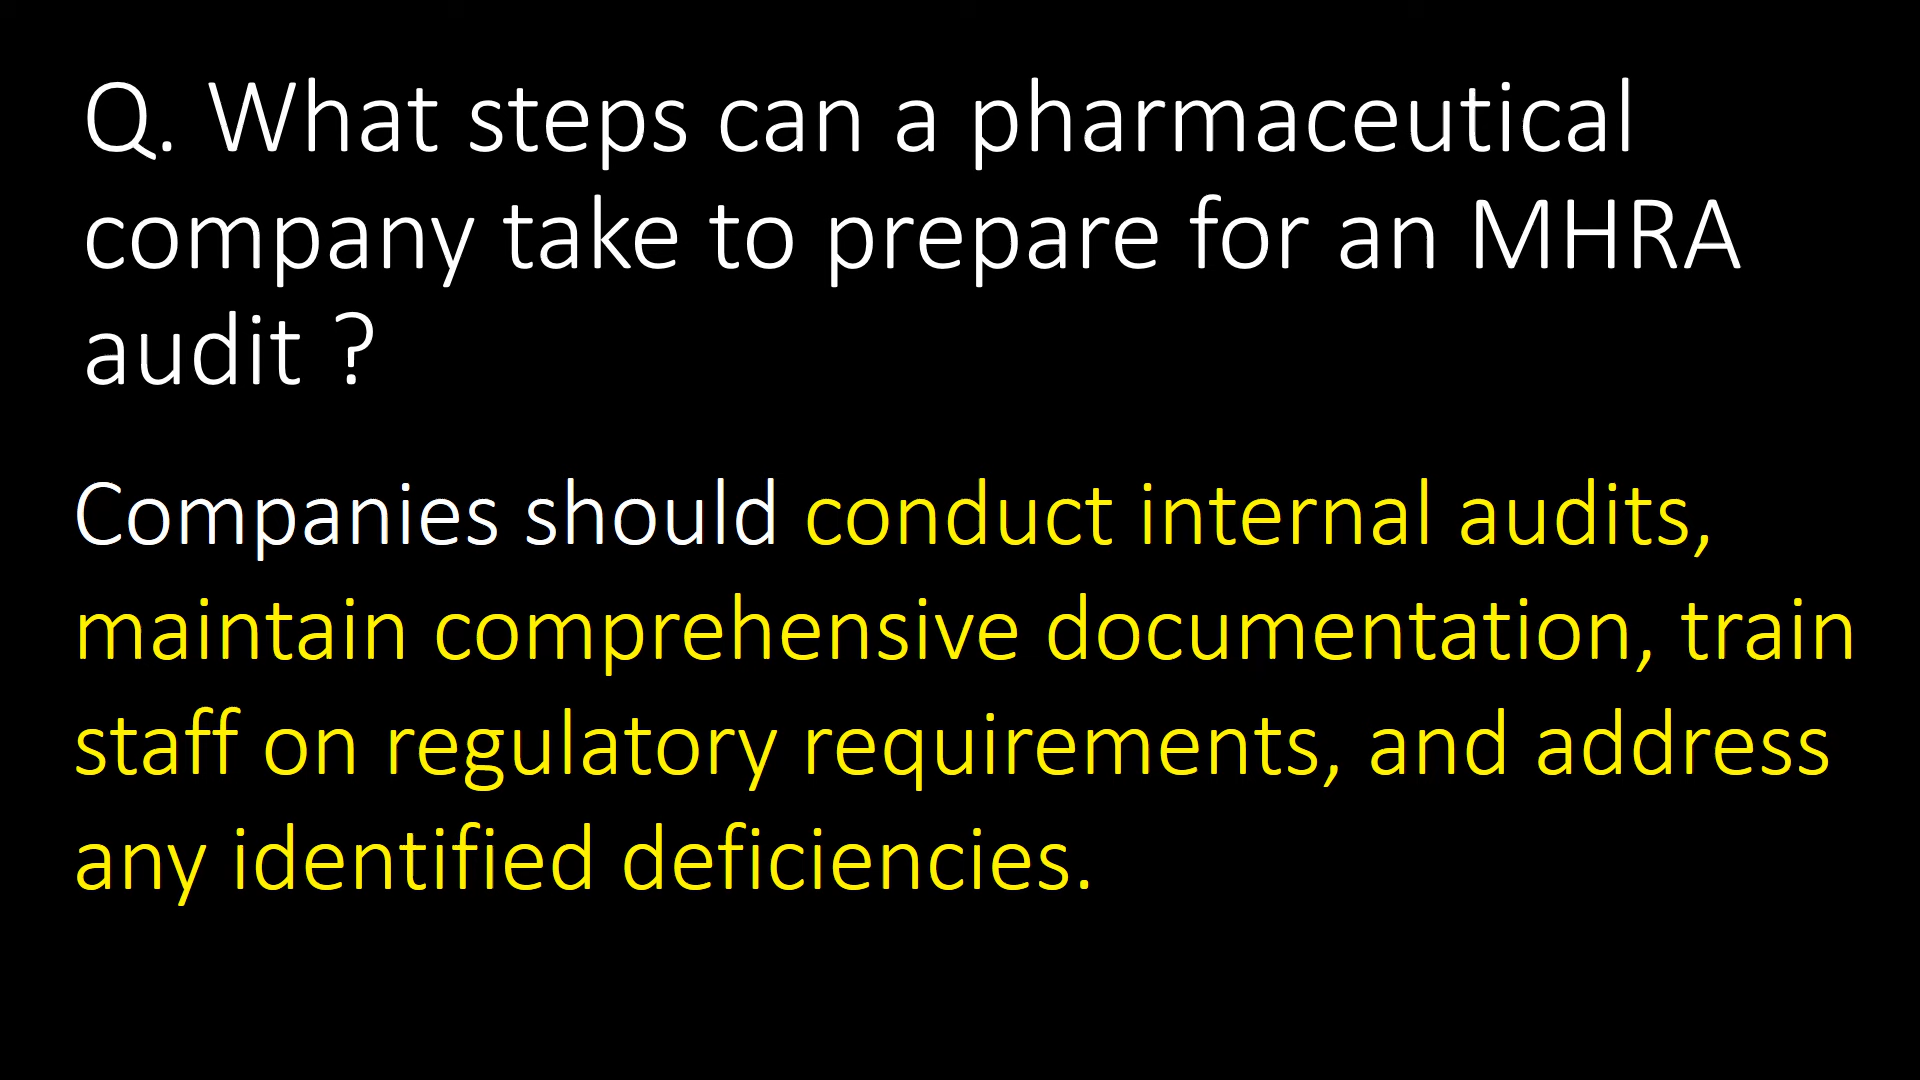 Q. What steps can a pharmaceutical
company take to prepare for an MHRA
audit ?
Companies should conduct internal audits,
maintain comprehensive documentation, train
staff on regulatory requirements, and address
any identified deficiencies.